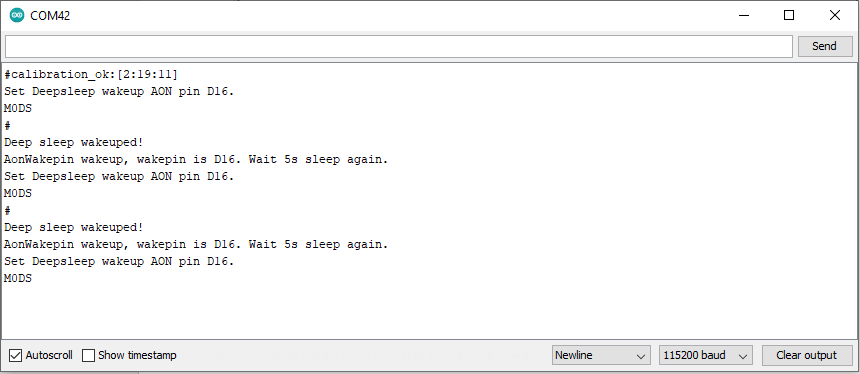 COM42
Send
#calibration_ok:[2:19:11]
Set Deepsleep wakeup AON pin D16.
M0DS
#
Deep sleep wakeuped!
AonWakepin wakeup, wakepin is D16. Wait 5s sleep again.
Set Deepsleep wakeup AON pin D16.
M0DS
#
Deep sleep wakeuped!
AonWakepin wakeup, wakepin is D16. Wait 5s sleep again.
Set Deepsleep wakeup AON pin D16.
M0DS
Autoscroll Show timestamp Newline 115200 baud Clear output